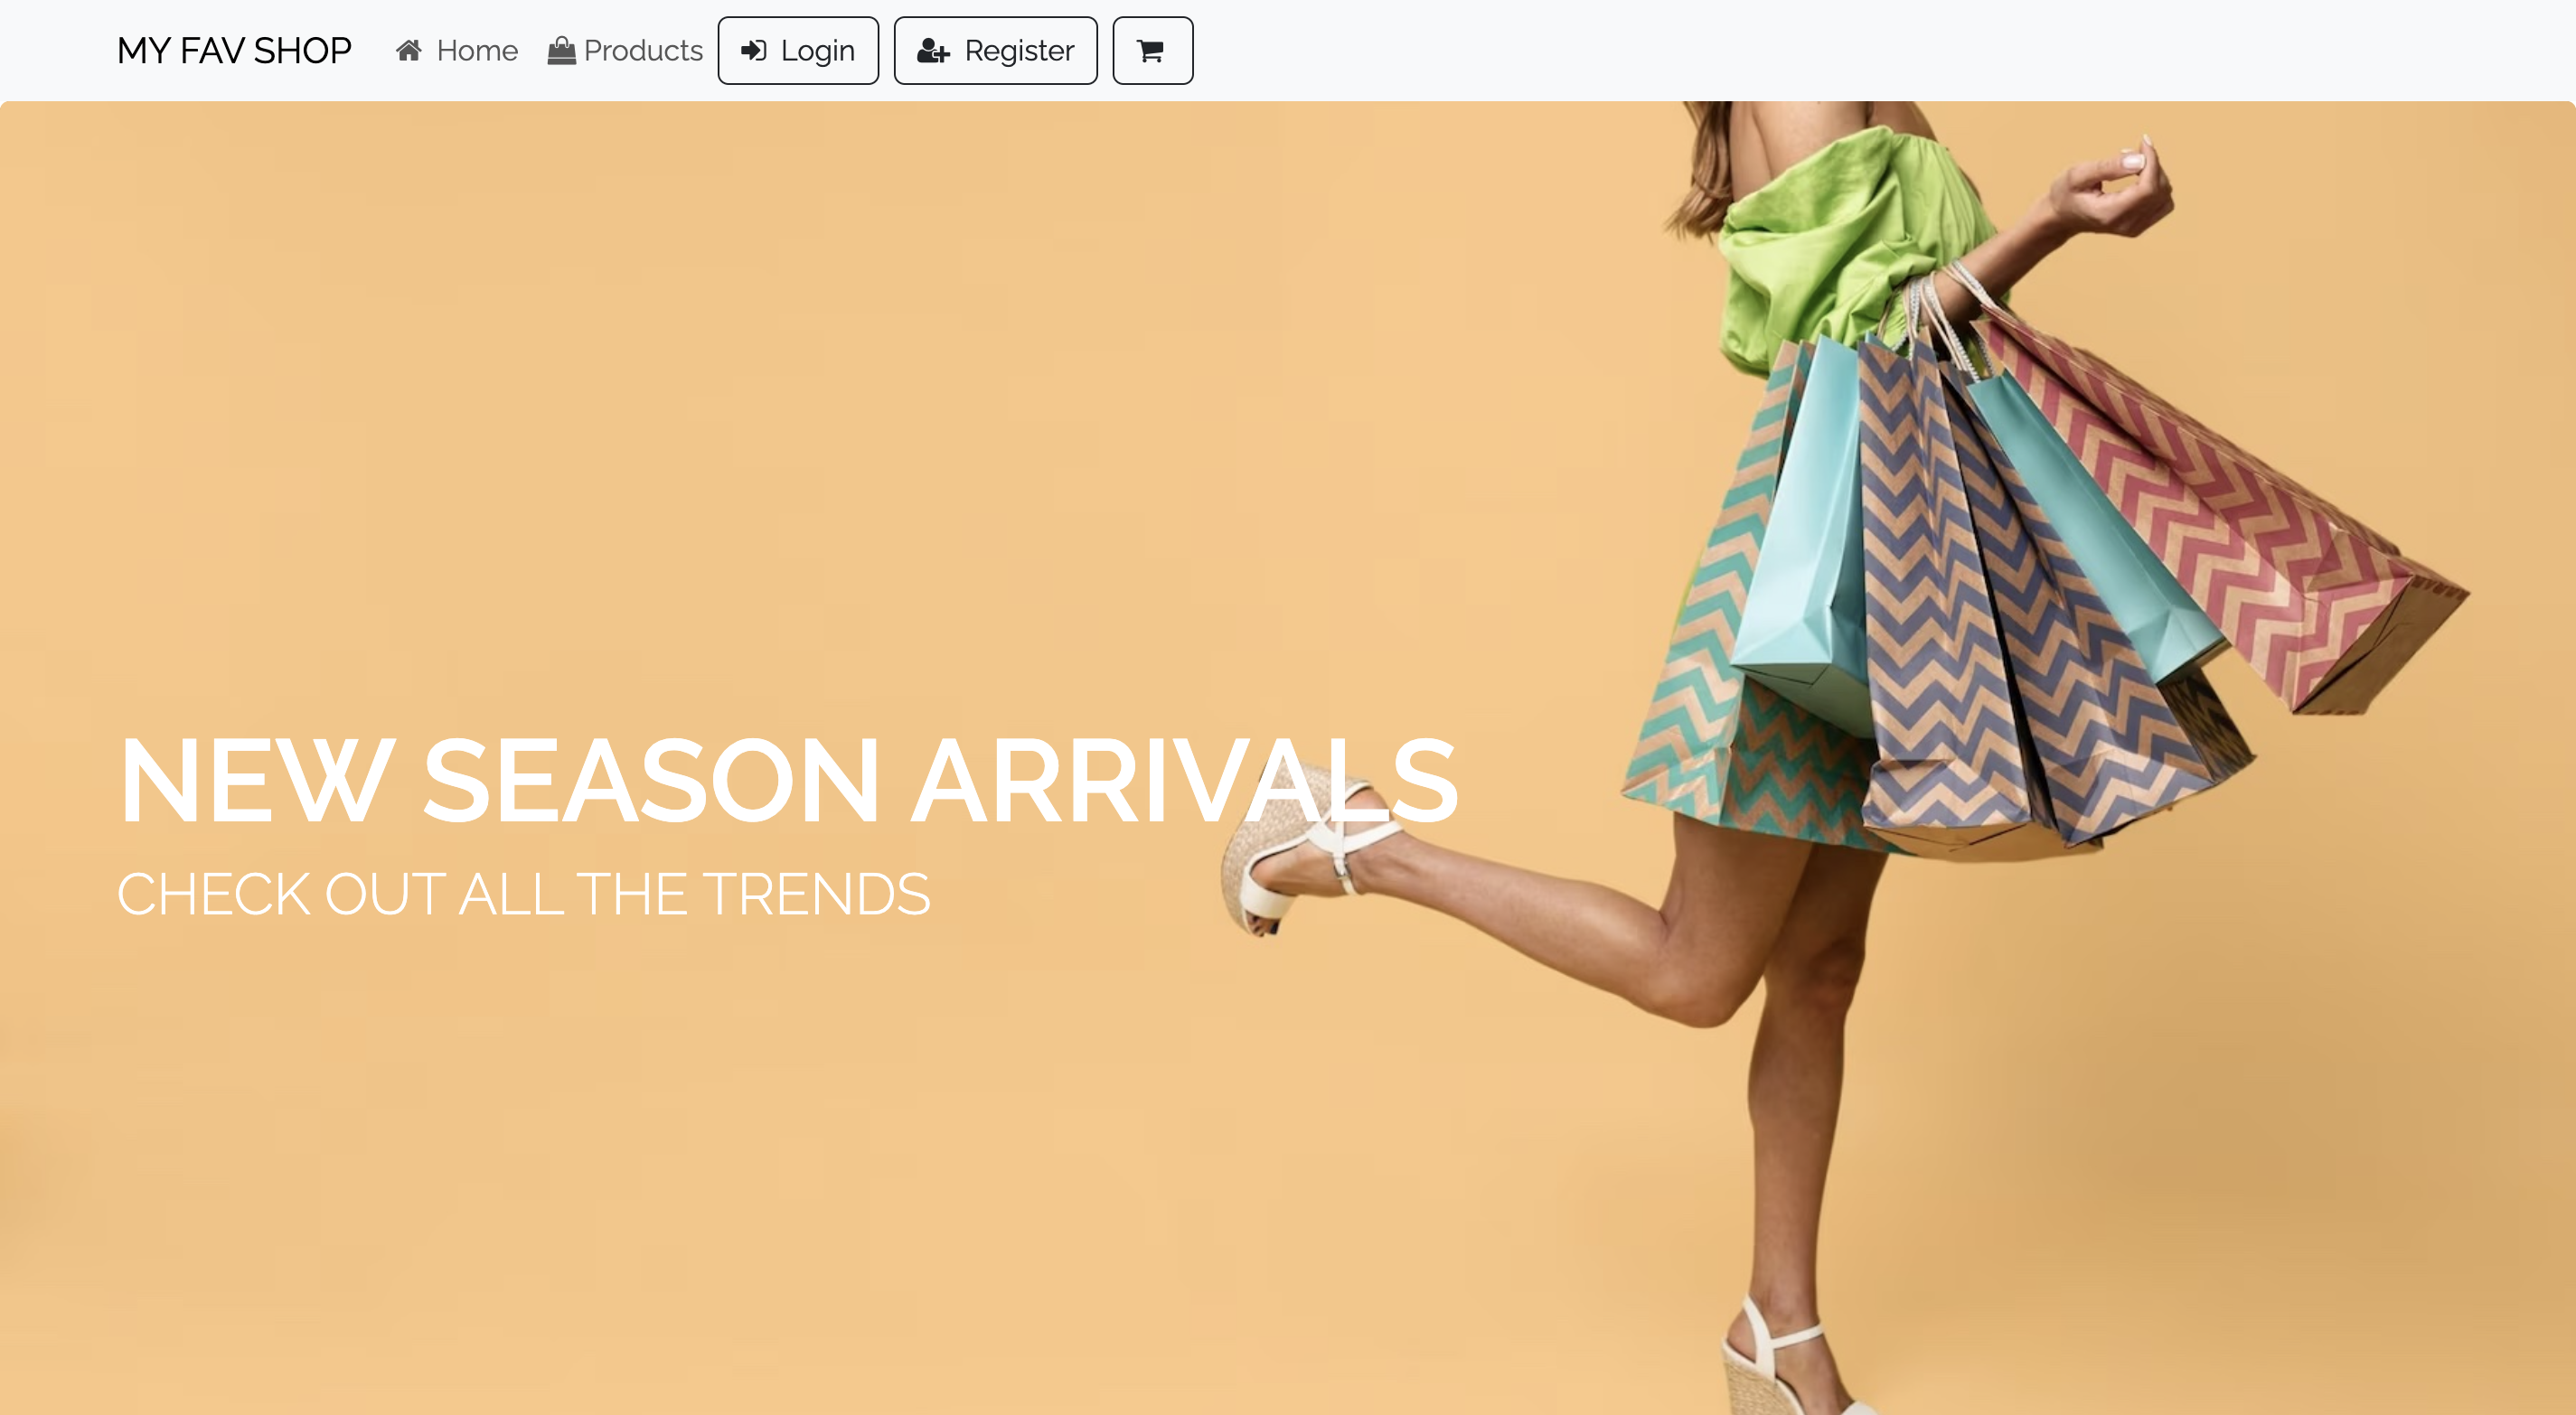 MY FAV SHOP Home Products Login Register
NEW SEASON ARRIVALS
CHECK OUT ALL THE TRENDS